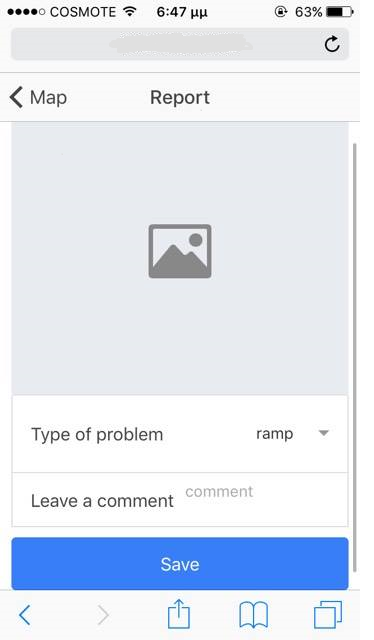 COSMOTE 6:47 μμ 63%
Map Report
Type of problem ramp
Leave a comment comment
Save